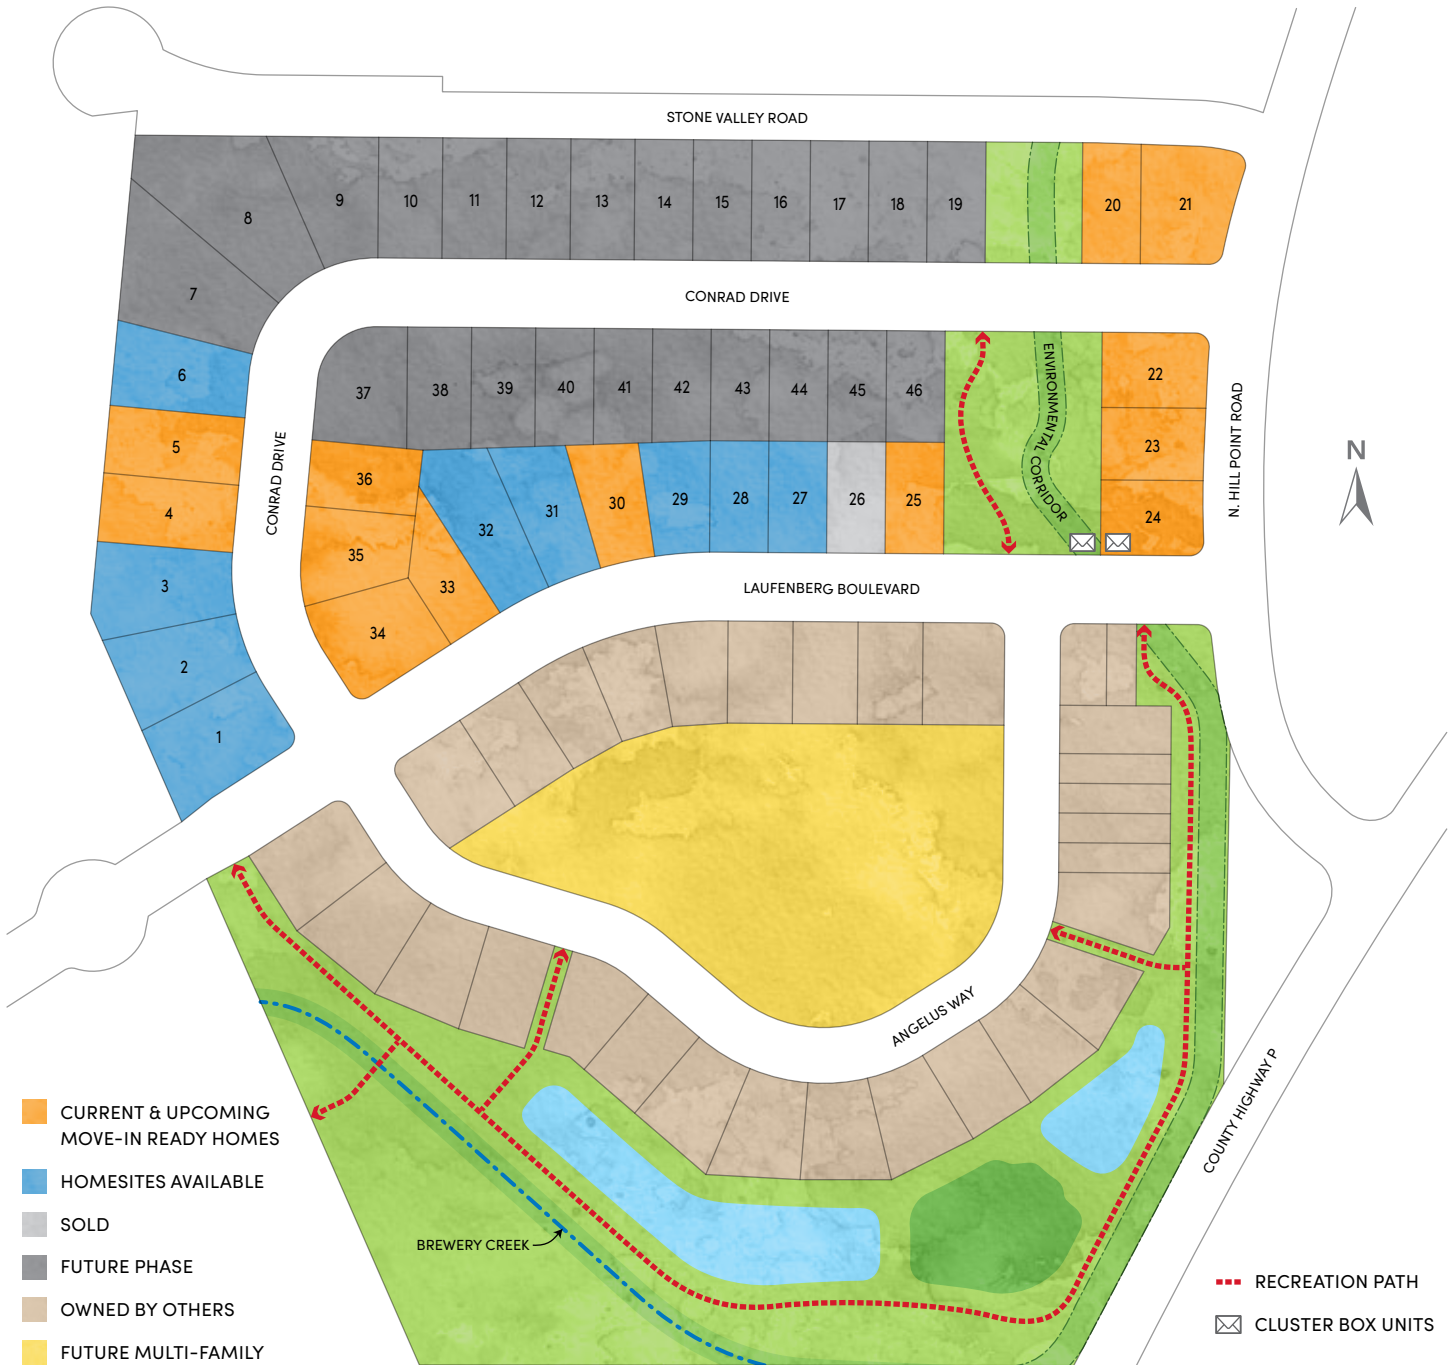 STONE VALLEY ROAD
8
9
10
11
12
13
14
15
16
17
18
19
20
21
7
CONRAD DRIVE
6
5
4
3
2
1
CONRAD DRIVE
37
38
39
40
41
42
43
44
45
46
36
35
34
33
32
31
30
29
28
27
26
25
ENVIRONMENTAL CORRIDOR
22
23
24
N. HILL POINT ROAD
N
LAUFENBERG BOULEVARD
ANGELUS WAY
COUNTY HIGHWAY P
BREWERY CREEK
CURRENT & UPCOMING
MOVE-IN READY HOMES
HOMESITES AVAILABLE
SOLD
FUTURE PHASE
OWNED BY OTHERS
FUTURE MULTI-FAMILY
RECREATION PATH
CLUSTER BOX UNITS